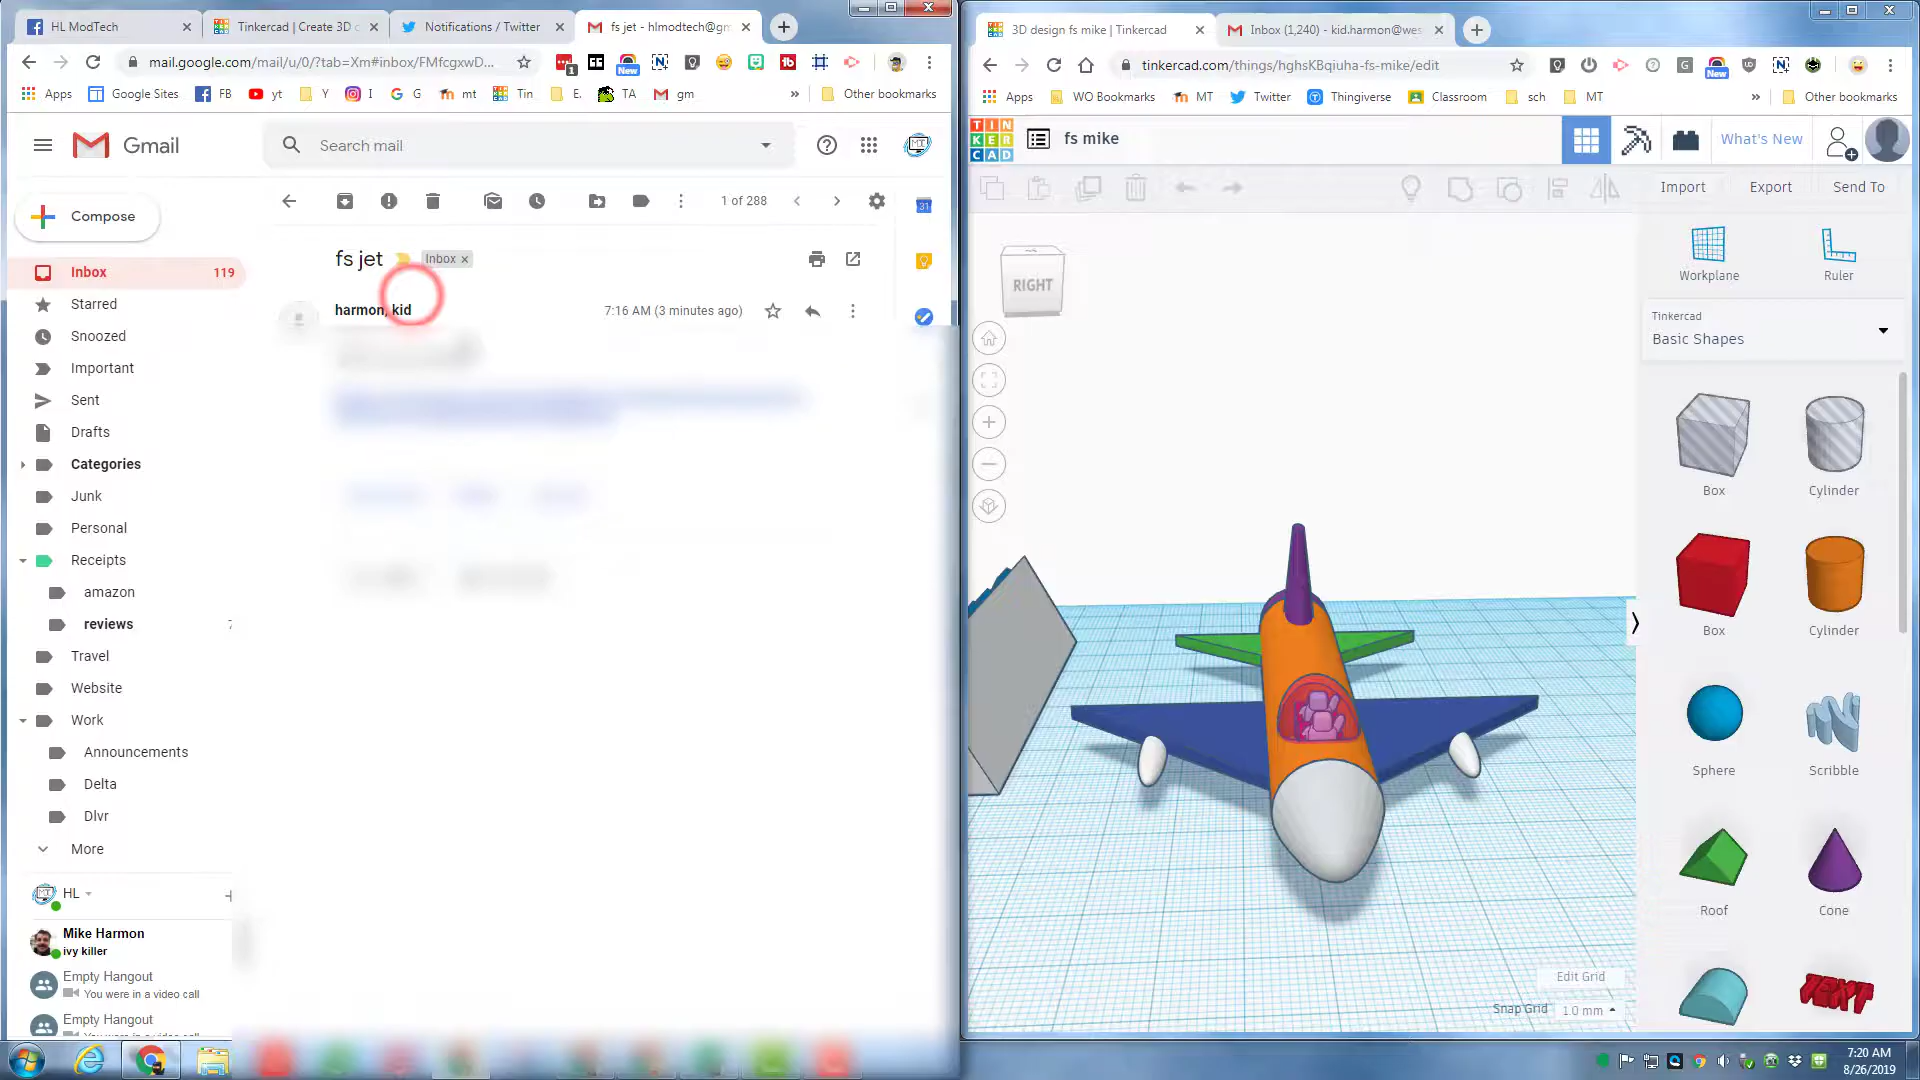 HL ModTech
Tinkercad | Create 3D c
Notifications / Twitter
fs jet - hlmodtech@gm
mail.google.com/mail/u/0/?tab=Xm#inbox/FMfcgxwD...
1
New
Apps
Google Sites
FB
yt
Y
I
G
mt
Tin
E.
TA
gm
»
Other bookmarks
Gmail
Search mail
Compose
1 of 288
31
Inbox
119
Starred
Snoozed
Important
Sent
Drafts
Categories
Junk
Personal
Receipts
amazon
reviews
Travel
Website
Work
Announcements
Delta
Dlvr
More
HL
Mike Harmon
ivy killer
Empty Hangout
You were in a video call
Empty Hangout
fs jet
Inbox ×
harmon, kid
7:16 AM (3 minutes ago)
3D design fs mike | Tinkercad
Inbox (1,240) - kid.harmon@wes
tinkercad.com/things/hghsKBqiuha-fs-mike/edit
New
Apps
WO Bookmarks
MT
Twitter
Thingiverse
Classroom
sch
MT
»
Other bookmarks
TIN
KER
CAD
fs mike
What's New
Import
Export
Send To
RIGHT
Workplane
Ruler
Tinkercad
Basic Shapes
Box
Cylinder
Box
Cylinder
Sphere
Scribble
Roof
Cone
TEXT
Edit Grid
Snap Grid
1.0 mm
7:20 AM
8/26/2019